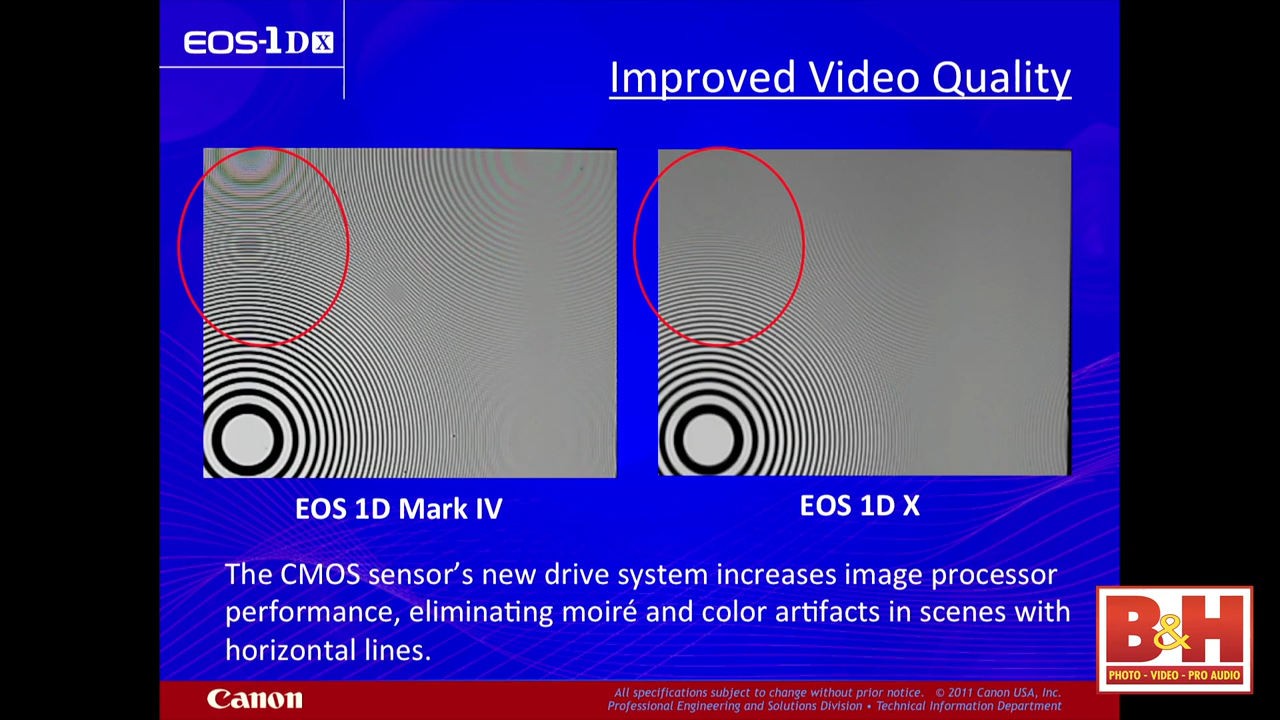 EOS-1DX
Improved Video Quality
EOS 1D Mark IV
EOS 1D X
The CMOS sensor’s new drive system increases image processor
performance, eliminating moiré and color artifacts in scenes with
horizontal lines.
Canon
All specifications subject to change without prior notice. © 2011 Canon USA, Inc.
Professional Engineering and Solutions Division • Technical Information Department
B&H
PHOTO - VIDEO - PRO AUDIO